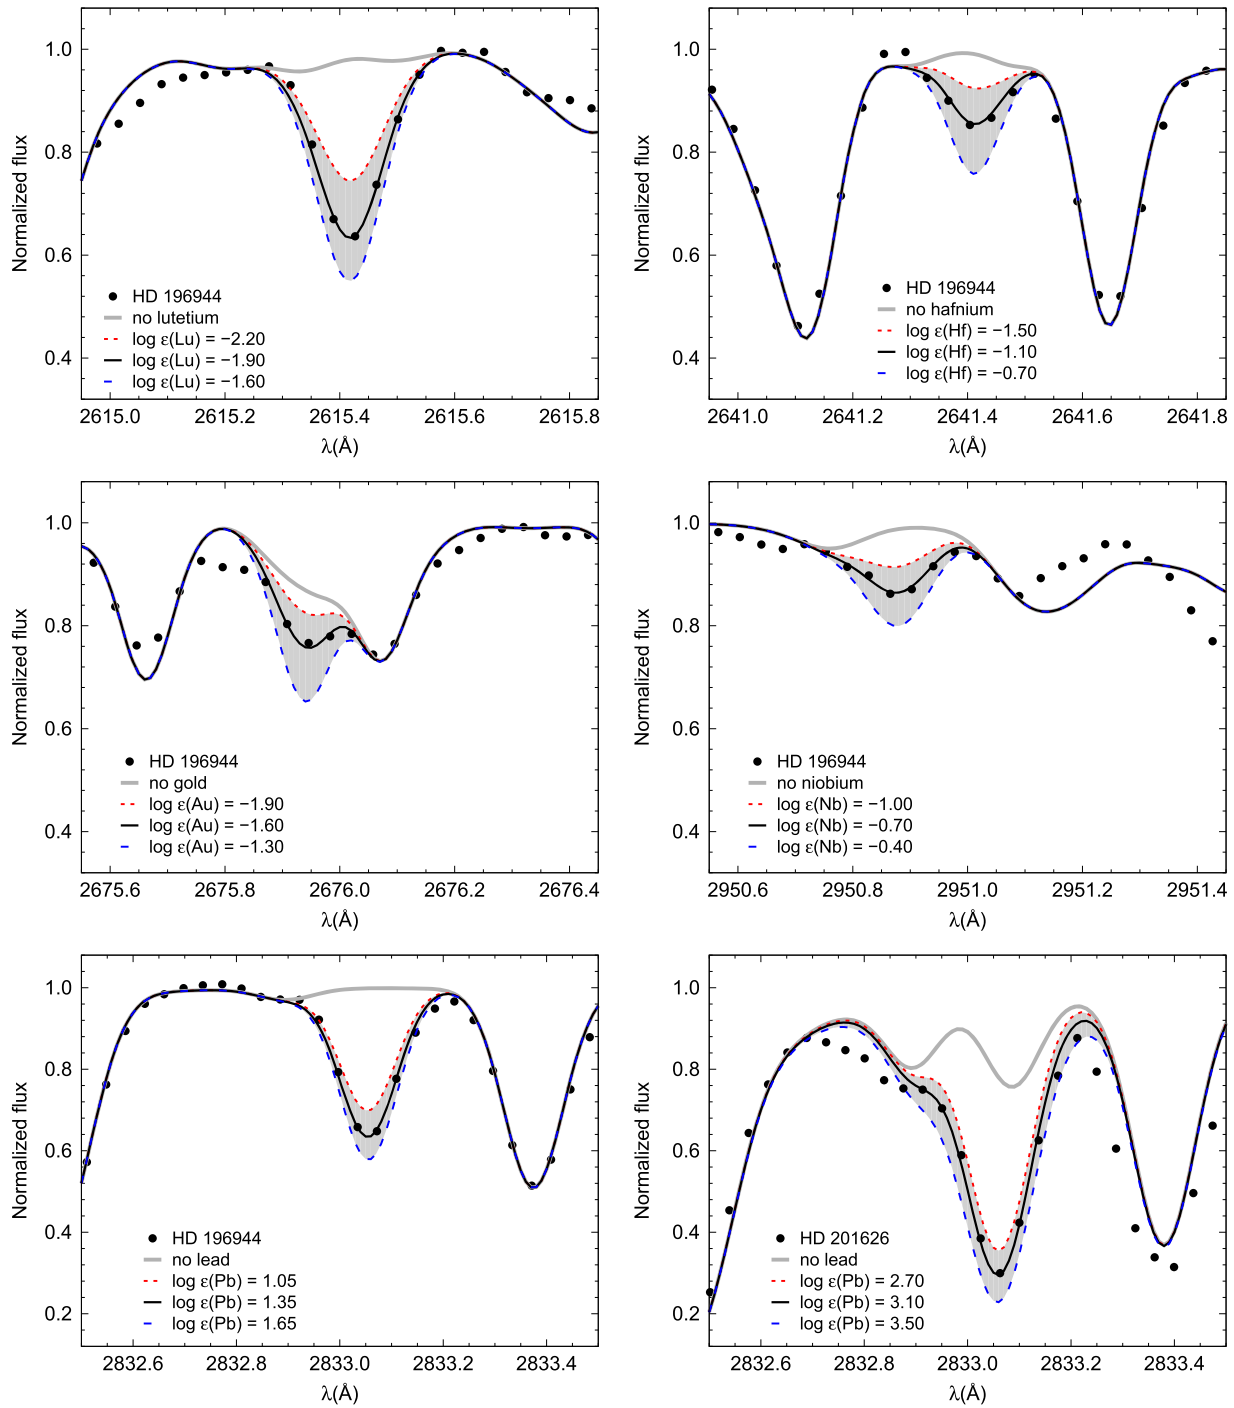 Normalized flux
1.0
0.8
0.6
0.4
HD 196944
no lutetium
log ε(Lu) = −2.20
log ε(Lu) = −1.90
log ε(Lu) = −1.60
2615.0 2615.2 2615.4 2615.6 2615.8
λ(Å)
Normalized flux
1.0
0.8
0.6
0.4
HD 196944
no hafnium
log ε(Hf) = −1.50
log ε(Hf) = −1.10
log ε(Hf) = −0.70
2641.0 2641.2 2641.4 2641.6 2641.8
λ(Å)
Normalized flux
1.0
0.8
0.6
0.4
HD 196944
no gold
log ε(Au) = −1.90
log ε(Au) = −1.60
log ε(Au) = −1.30
2675.6 2675.8 2676.0 2676.2 2676.4
λ(Å)
Normalized flux
1.0
0.8
0.6
0.4
HD 196944
no niobium
log ε(Nb) = −1.00
log ε(Nb) = −0.70
log ε(Nb) = −0.40
2950.6 2950.8 2951.0 2951.2 2951.4
λ(Å)
Normalized flux
1.0
0.8
0.6
0.4
0.2
HD 196944
no lead
log ε(Pb) = 1.05
log ε(Pb) = 1.35
log ε(Pb) = 1.65
2832.6 2832.8 2833.0 2833.2 2833.4
λ(Å)
Normalized flux
1.0
0.8
0.6
0.4
0.2
HD 201626
no lead
log ε(Pb) = 2.70
log ε(Pb) = 3.10
log ε(Pb) = 3.50
2832.6 2832.8 2833.0 2833.2 2833.4
λ(Å)